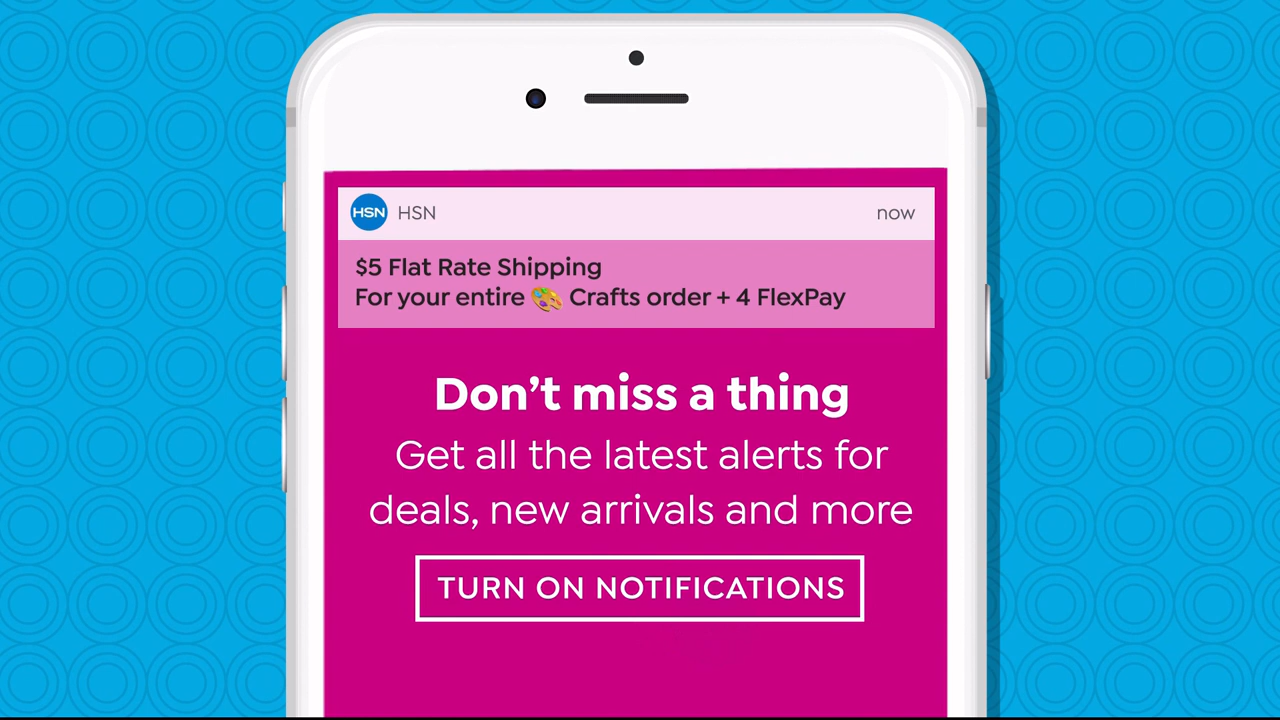 HSN HSN now
$5 Flat Rate Shipping
For your entire 🎨 Crafts order + 4 FlexPay
Don't miss a thing
Get all the latest alerts for
deals, new arrivals and more
TURN ON NOTIFICATIONS